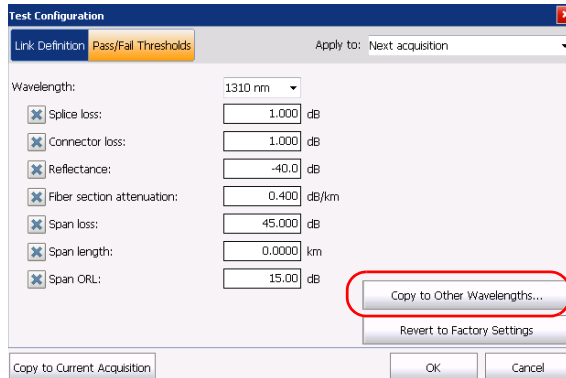 Test Configuration
Link Definition Pass/Fail Thresholds Apply to: Next acquisition
Wavelength: 1310 nm
Splice loss: 1.000 dB
Connector loss: 1.000 dB
Reflectance: -40.0 dB
Fiber section attenuation: 0.400 dB/km
Span loss: 45.000 dB
Span length: 0.0000 km
Span ORL: 15.00 dB
Copy to Other Wavelengths...
Revert to Factory Settings
Copy to Current Acquisition OK Cancel